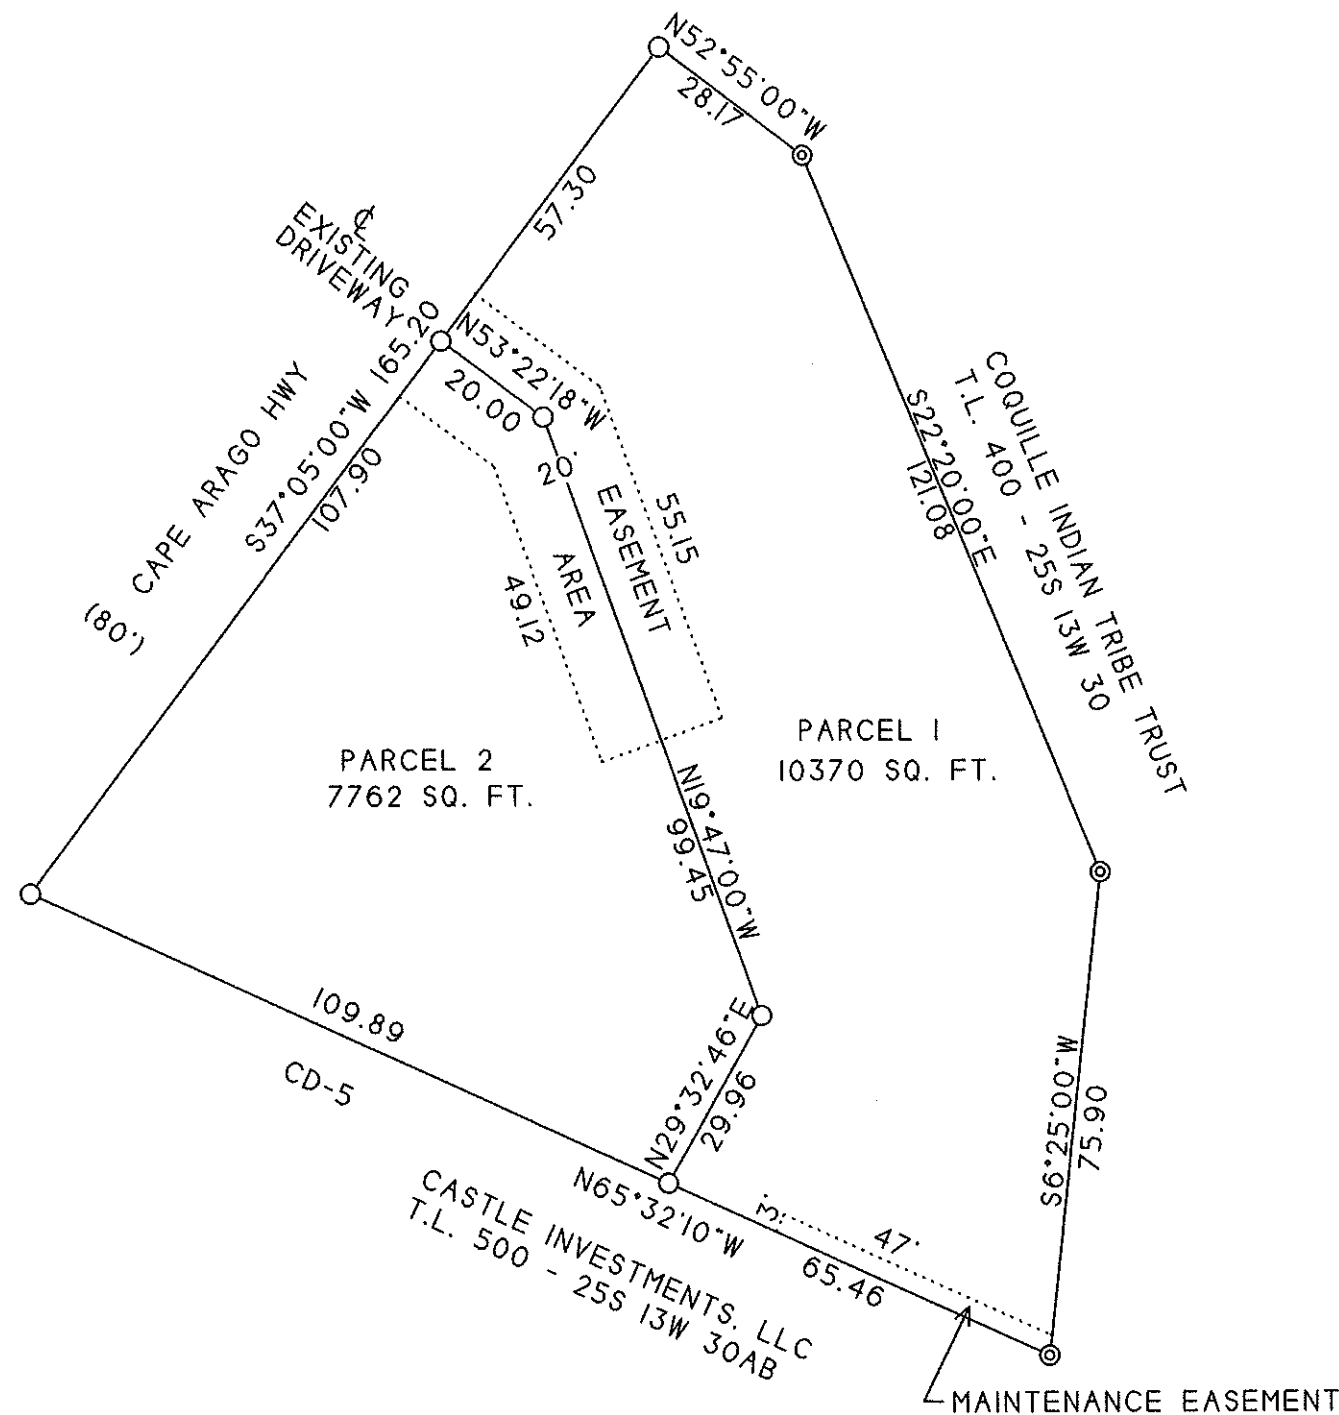 N52°55'00"W
28.17
57.30
℄
EXISTING
DRIVEWAY
S37°05'00"W 165.20
107.90
N53°22'18"W
20.00
20'
EASEMENT
AREA
55.15
49.12
CAPE ARAGO HWY
(80')
COQUILLE INDIAN TRIBE TRUST
T.L. 400 - 25S 13W 30
S22°20'00"E
121.08
PARCEL 1
10370 SQ. FT.
PARCEL 2
7762 SQ. FT.
N19°47'00"W
99.45
109.89
CD-5
N29°32'46"E
29.96
S6°25'00"W
75.90
N65°32'10"W
3'
47'
65.46
CASTLE INVESTMENTS, LLC
T.L. 500 - 25S 13W 30AB
MAINTENANCE EASEMENT